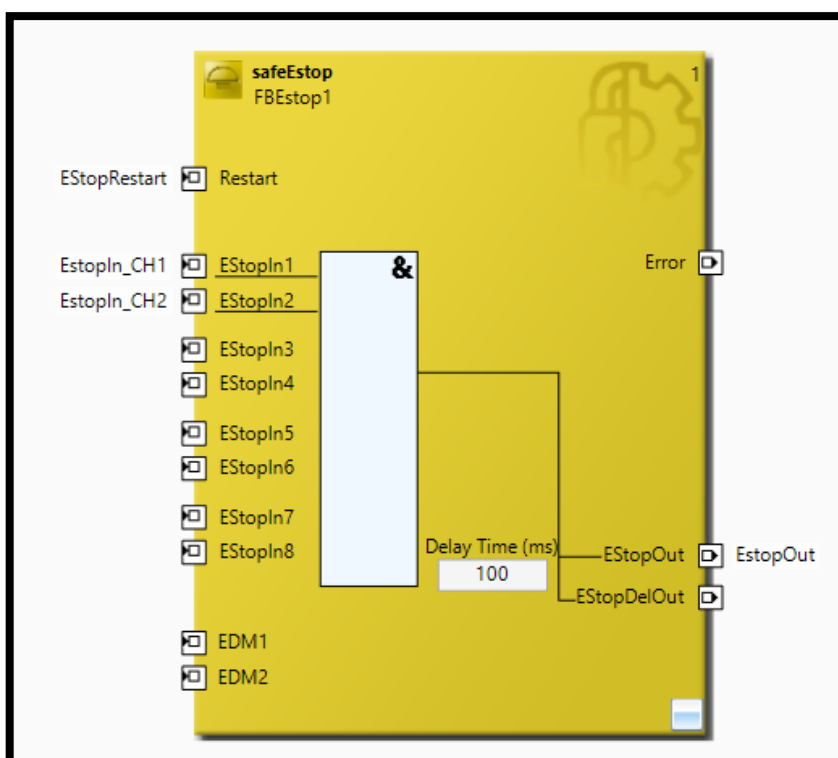 safeEstop
1
FBEstop1
EStopRestart Restart
EstopIn_CH1 EStopIn1 & Error
EstopIn_CH2 EStopIn2
EStopIn3
EStopIn4
EStopIn5
EStopIn6
EStopIn7
EStopIn8 Delay Time (ms) EStopOut EstopOut
100
EStopDelOut
EDM1
EDM2